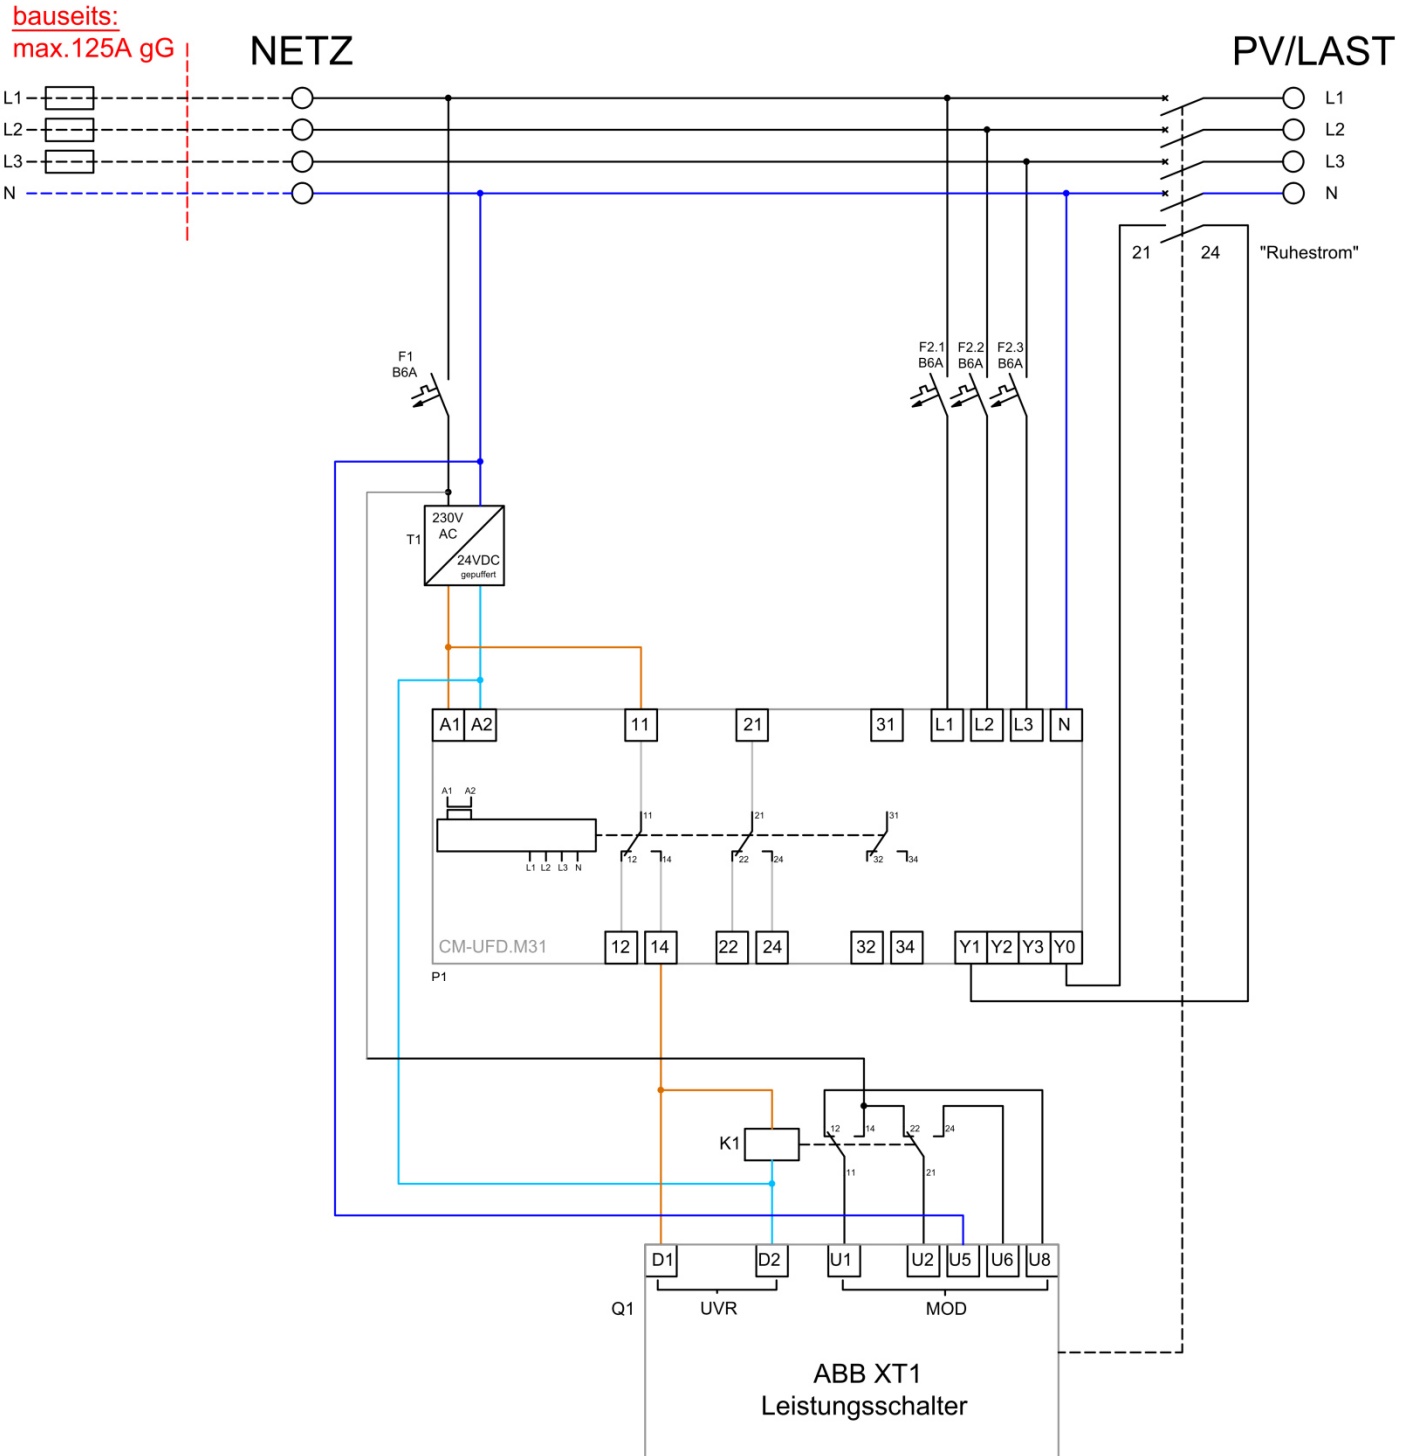 bauseits:
max.125A gG
NETZ
PV/LAST
L1
L1
L2
L2
L3
L3
N
N
21
24
"Ruhestrom"
F1
B6A
F2.1
B6A
F2.2
B6A
F2.3
B6A
230V
AC
T1
24VDC
gepuffert
A1
A2
11
21
31
L1
L2
L3
N
A1
A2
11
21
31
12
14
22
24
32
34
L1
L2
L3
N
CM-UFD.M31
12
14
22
24
32
34
Y1
Y2
Y3
Y0
P1
K1
12
14
22
24
11
21
D1
D2
U1
U2
U5
U6
U8
Q1
UVR
MOD
ABB XT1
Leistungsschalter